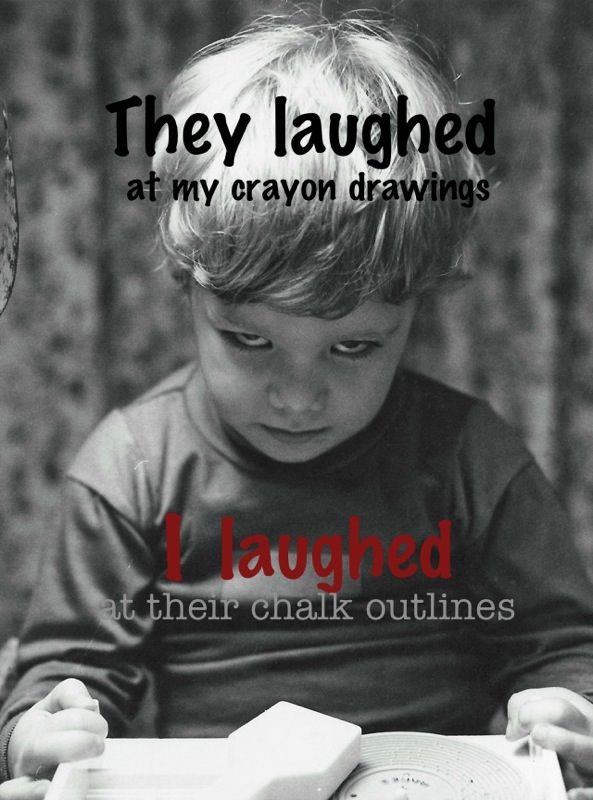 They laughed
at my crayon drawings
I laughed
at their chalk outlines